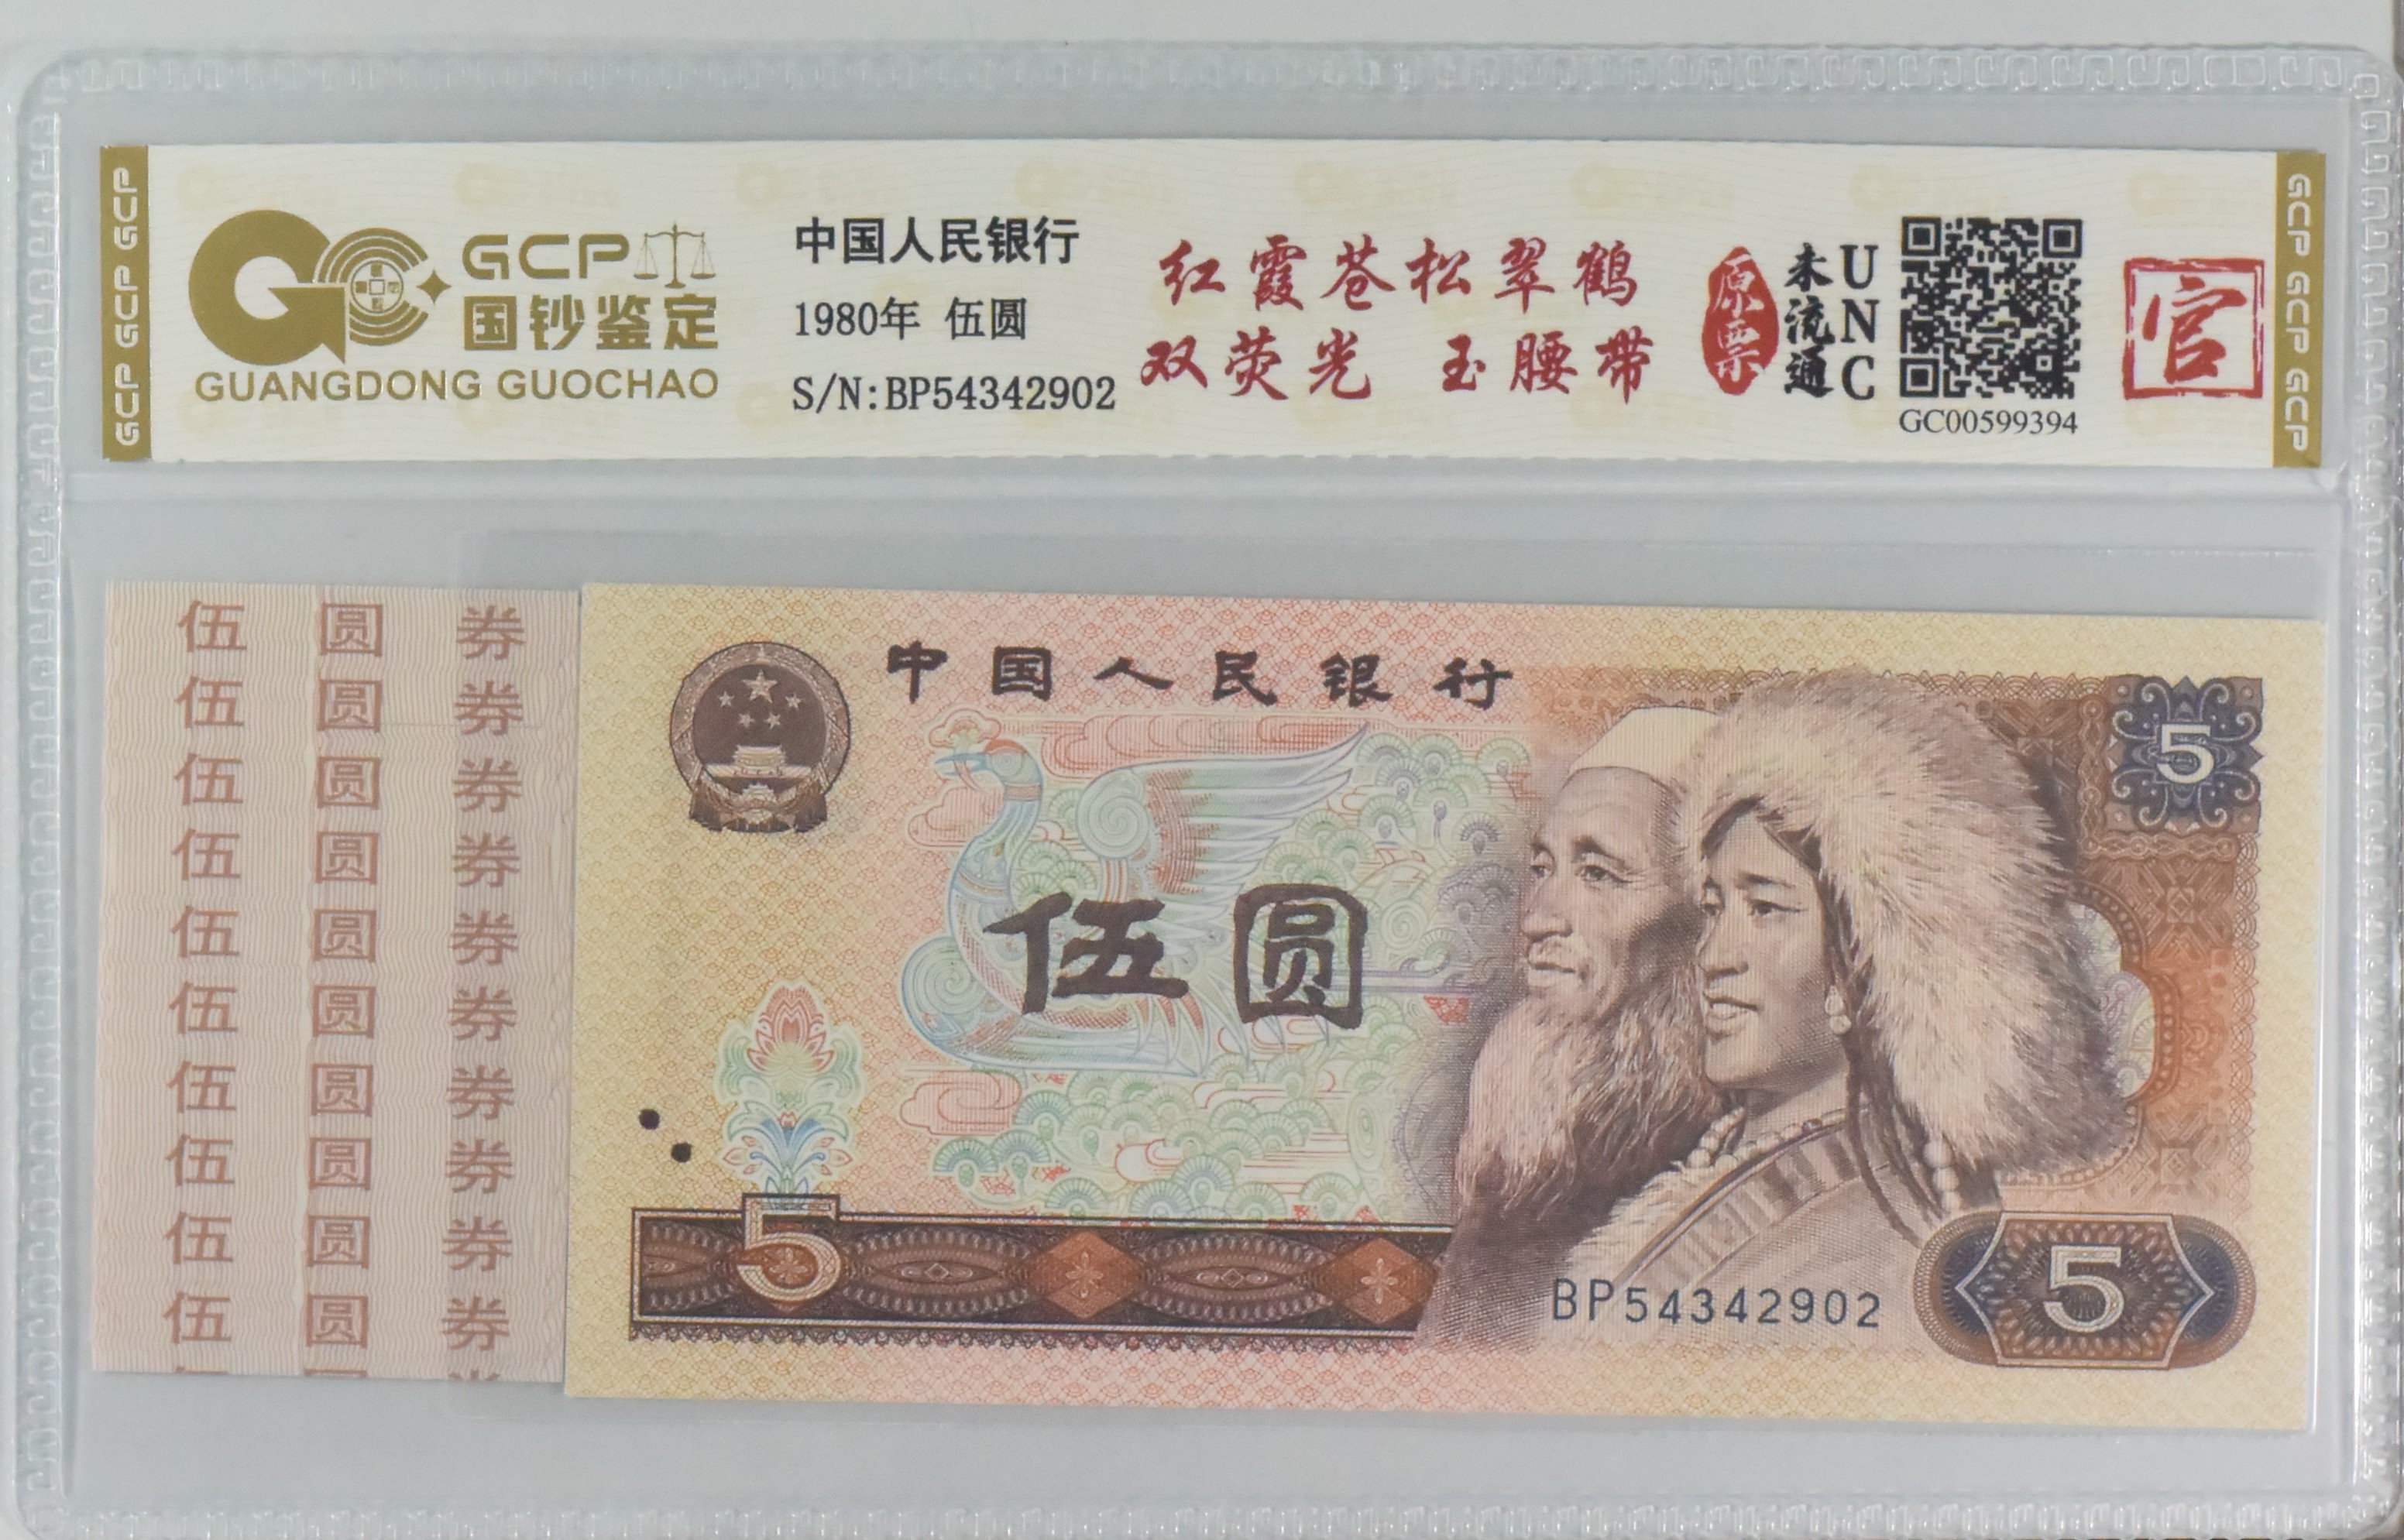 GCP GCP GCP
GCP
国钞鉴定
GUANGDONG GUOCHAO
中国人民银行
1980年 伍圆
S/N:BP54342902
红霞苍松翠鹤
双荧光 玉腰带
原票
未流通
UNC
GC00599394
官
GCP GCP GCP
伍 圆 券
伍 圆 券
伍 圆 券
伍 圆 券
伍 圆 券
伍 圆 券
伍 圆 券
伍 圆 券
伍 圆 券
伍 圆 券
中国人民银行
5
伍圆
5
BP54342902
5